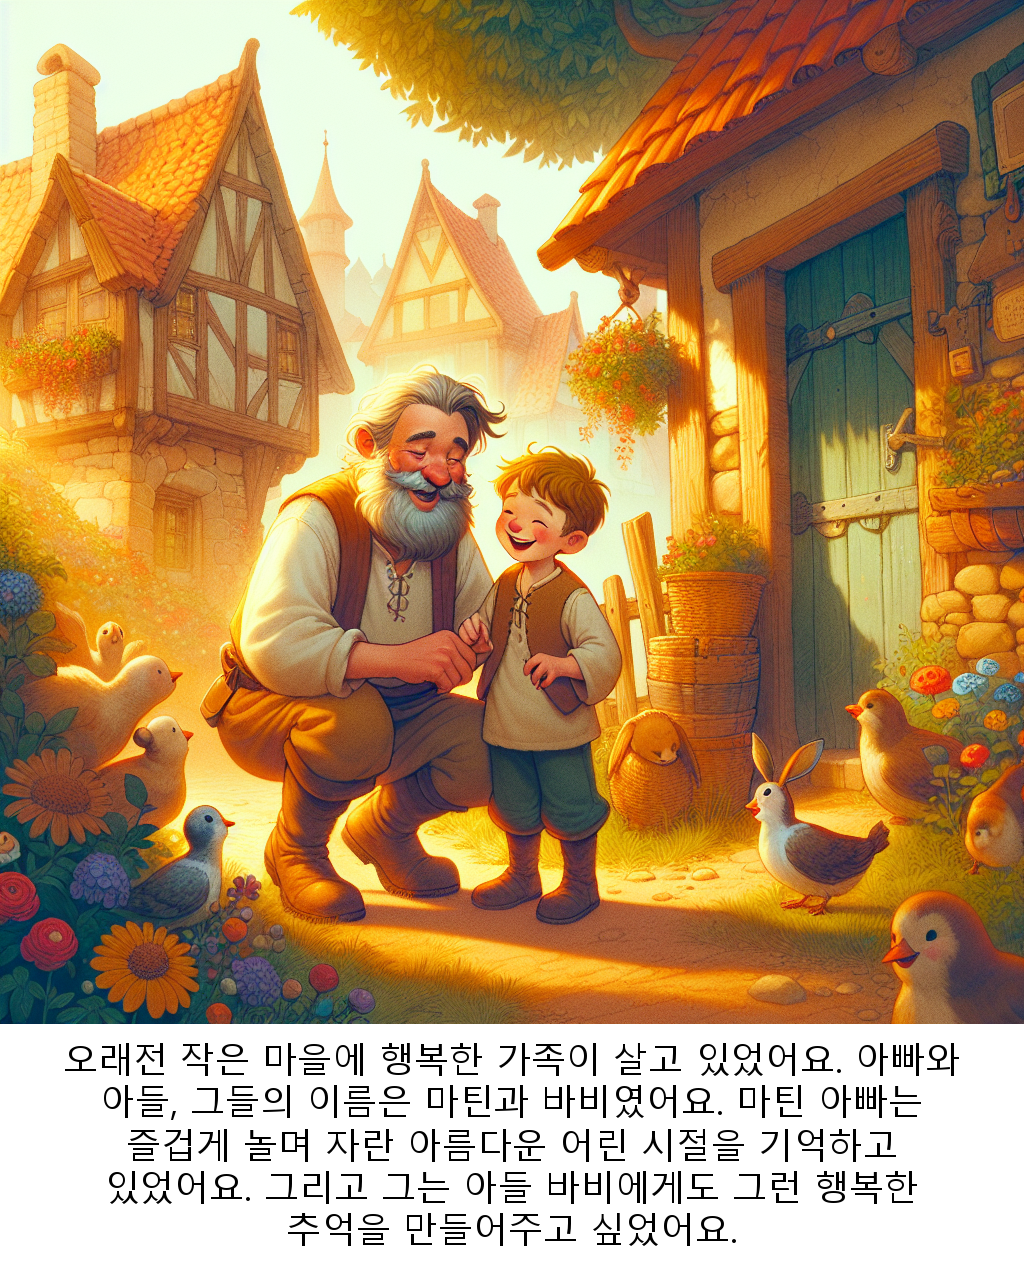 오래전 작은 마을에 행복한 가족이 살고 있었어요. 아빠와
아들, 그들의 이름은 마틴과 바비였어요. 마틴 아빠는
즐겁게 놀며 자란 아름다운 어린 시절을 기억하고
있었어요. 그리고 그는 아들 바비에게도 그런 행복한
추억을 만들어주고 싶었어요.